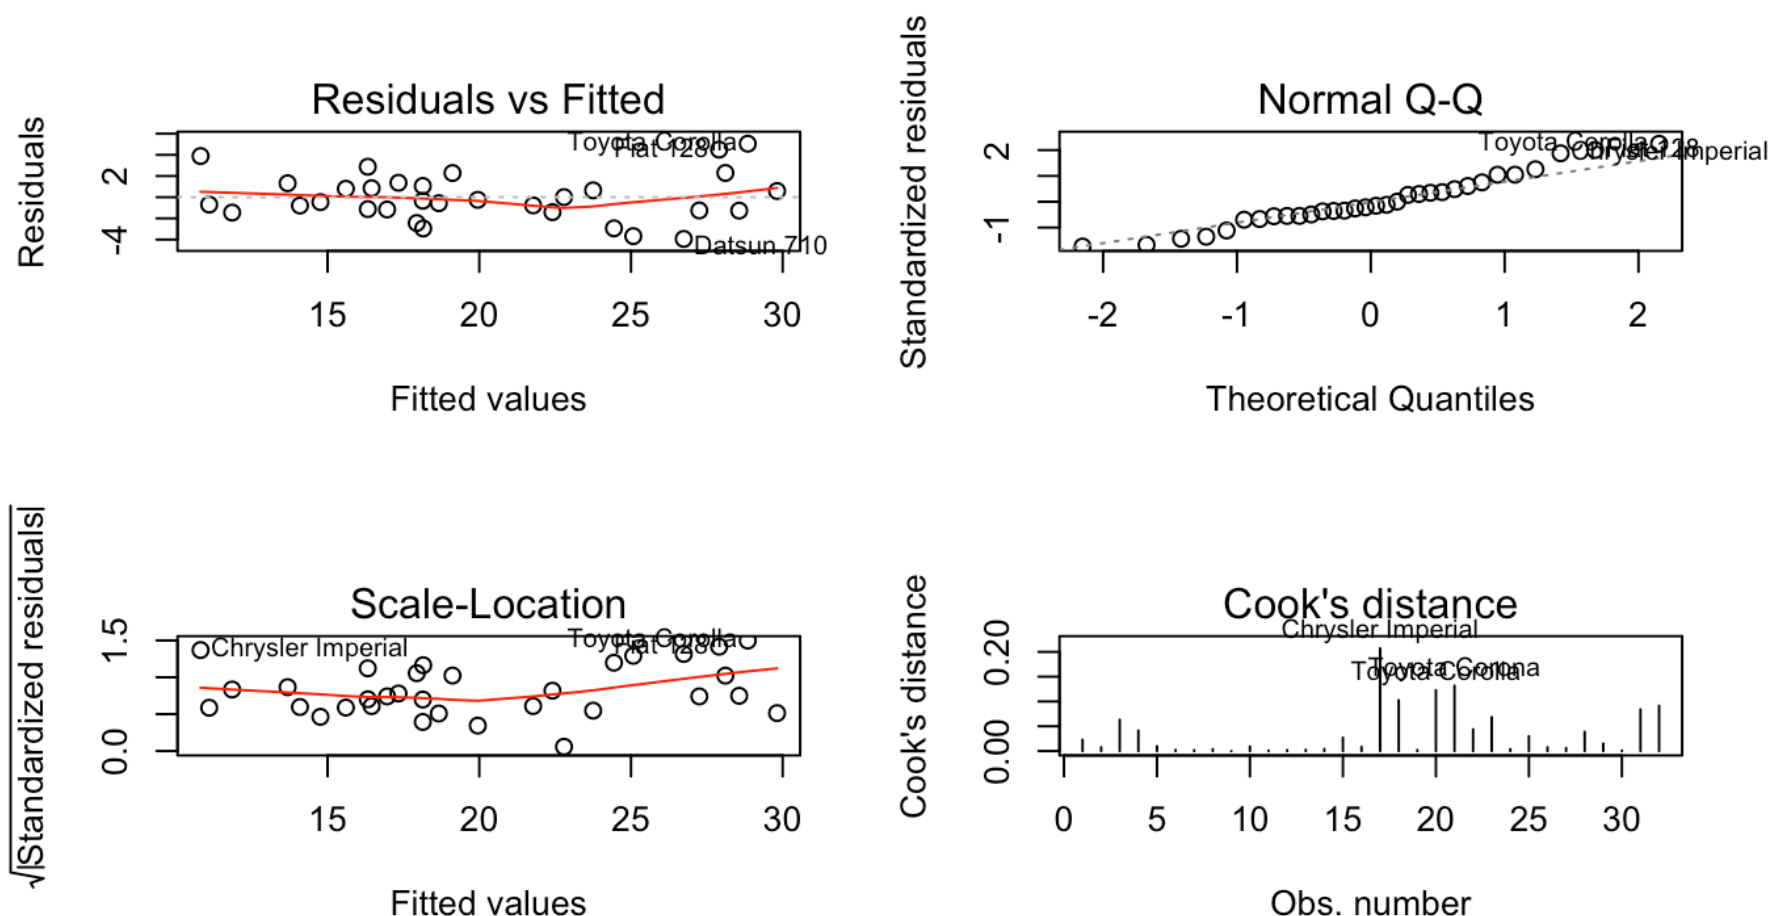 Residuals vs Fitted
Residuals
2
-4
Toyota Corolla
Fiat 128
Datsun 710
15 20 25 30
Fitted values
Normal Q-Q
Standardized residuals
2
-1
Toyota Corolla
Fiat 128
Chrysler Imperial
-2 -1 0 1 2
Theoretical Quantiles
Scale-Location
√|Standardized residuals|
1.5
0.0
Chrysler Imperial
Toyota Corolla
Fiat 128
15 20 25 30
Fitted values
Cook's distance
Cook's distance
0.20
0.00
Chrysler Imperial
Toyota Corona
Toyota Corolla
0 5 10 15 20 25 30
Obs. number